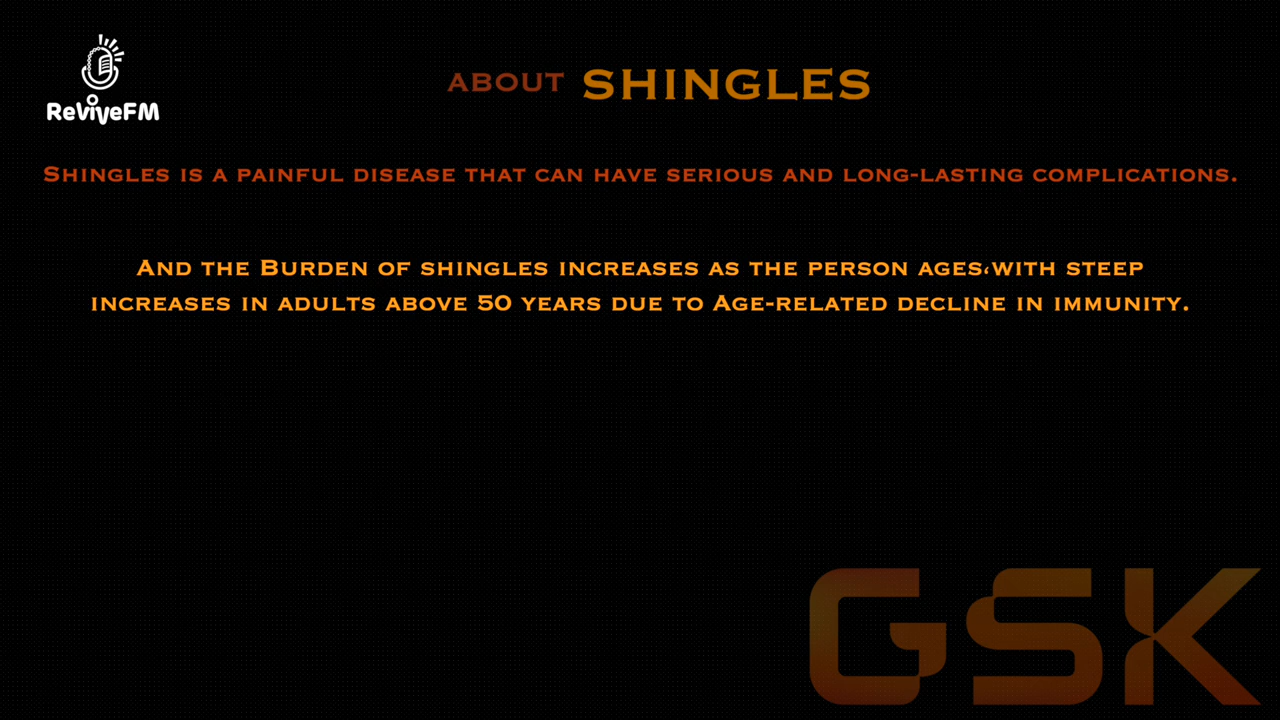 ReViveFM
ABOUT SHINGLES
SHINGLES IS A PAINFUL DISEASE THAT CAN HAVE SERIOUS AND LONG-LASTING COMPLICATIONS.
AND THE BURDEN OF SHINGLES INCREASES AS THE PERSON AGES،WITH STEEP
INCREASES IN ADULTS ABOVE 50 YEARS DUE TO AGE-RELATED DECLINE IN IMMUNITY.
GSK